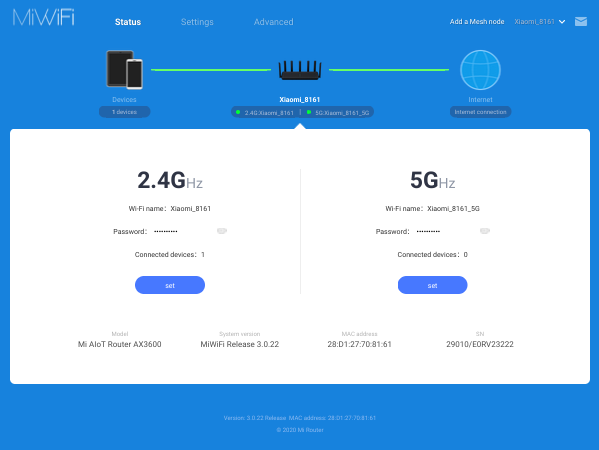 MiWiFi Status Settings Advanced Add a Mesh node Xiaomi_8161
Devices Xiaomi_8161 Internet
1 devices 2.4G:Xiaomi_8161 | 5G:Xiaomi_8161_5G Internet connection
2.4GHz 5GHz
Wi-Fi name: Xiaomi_8161 Wi-Fi name: Xiaomi_8161_5G
Password: •••••••••• Password: ••••••••••
Connected devices: 1 Connected devices: 0
set set
Model System version MAC address SN
Mi AIoT Router AX3600 MiWiFi Release 3.0.22 28:D1:27:70:81:61 29010/E0RV23222
Version: 3.0.22 Release MAC address: 28:D1:27:70:81:61
© 2020 Mi Router